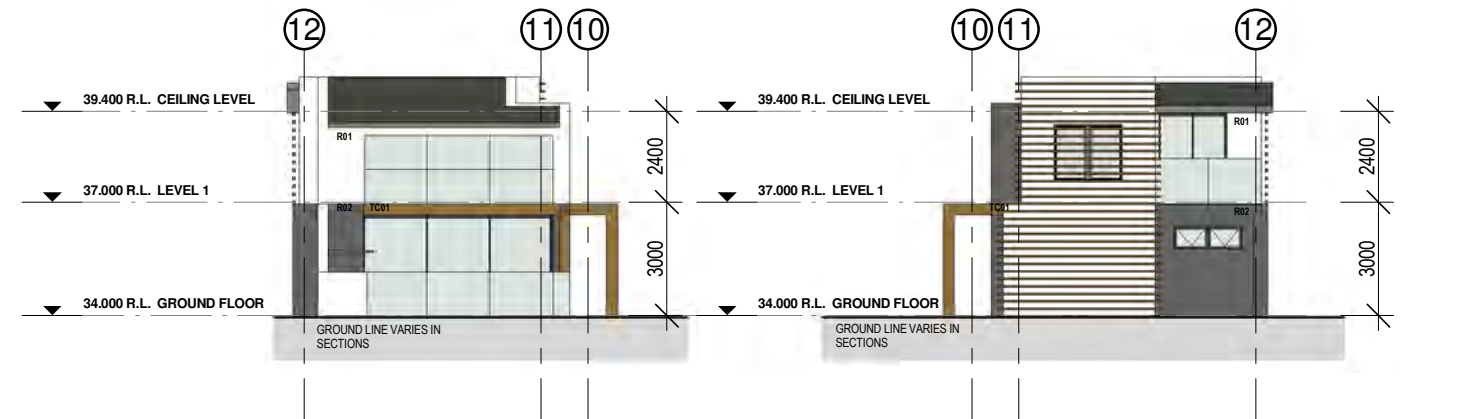 12
11
10
39.400 R.L. CEILING LEVEL
R01
2400
37.000 R.L. LEVEL 1
R02
TC01
3000
34.000 R.L. GROUND FLOOR
GROUND LINE VARIES IN
SECTIONS
10
11
12
39.400 R.L. CEILING LEVEL
R01
2400
37.000 R.L. LEVEL 1
TC01
R02
3000
34.000 R.L. GROUND FLOOR
GROUND LINE VARIES IN
SECTIONS